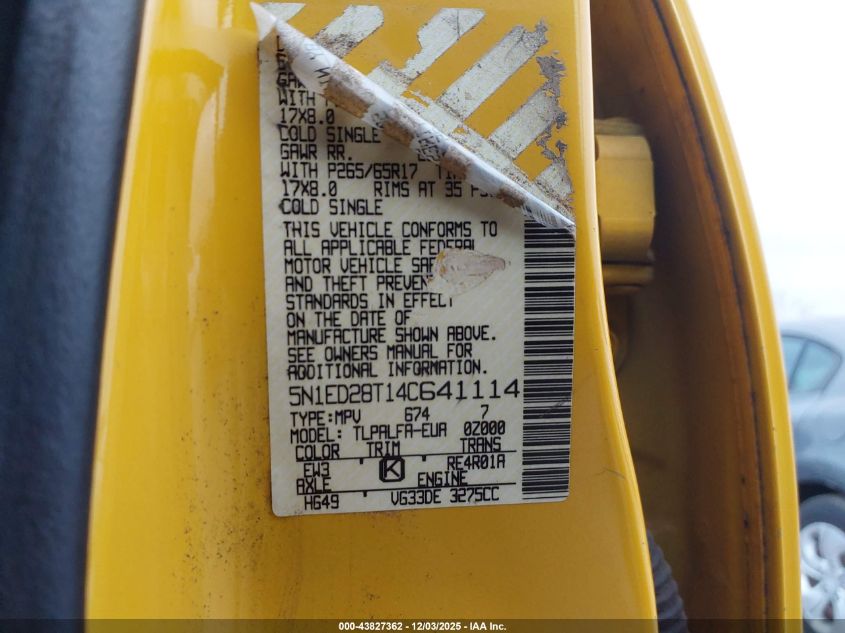 GAWR
WITH
17X8.0
COLD SINGLE
GAWR RR.
WITH P265/65R17
17X8.0 RIMS AT 35
COLD SINGLE
THIS VEHICLE CONFORMS TO
ALL APPLICABLE FEDERAL
MOTOR VEHICLE
AND THEFT
STANDARDS IN EFFECT
ON THE DATE OF
MANUFACTURE SHOWN ABOVE.
SEE OWNERS MANUAL FOR
ADDITIONAL INFORMATION.
5N1ED28T14C641114
TYPE:MPV 674 7
MODEL: TLPALFA-EUA 0Z000
COLOR TRIM TRANS
EW3 K RE4R01A
AXLE ENGINE
HG49 VG33DE 3275CC
000-43827362 - 12/03/2025 - IAA Inc.